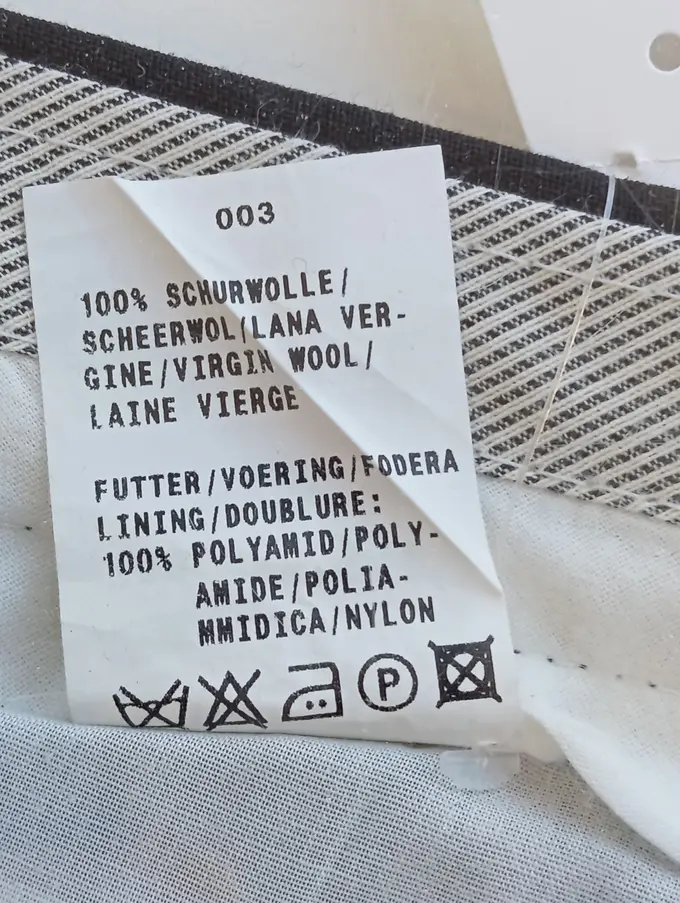 003
100% SCHURWOLLE/
SCHEERWOL/LANA VER-
GINE/VIRGIN WOOL/
LAINE VIERGE
FUTTER/VOERING/FODERA
LINING/DOUBLURE:
100% POLYAMID/POLY-
AMIDE/POLIA-
MMIDICA/NYLON
P